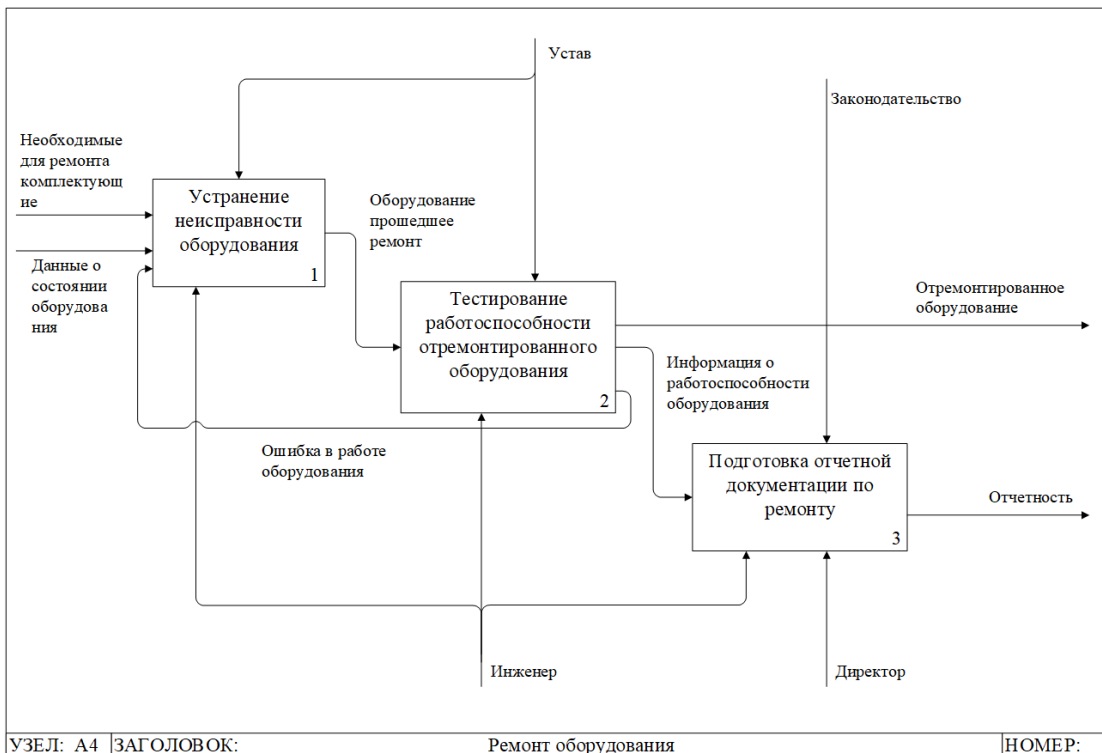 Устав
Законодательство
Необходимые
для ремонта
комплектующ
ие
Устранение
неисправности
оборудования
1
Оборудование
прошедшее
ремонт
Данные о
состоянии
оборудова
ния
Тестирование
работоспособности
отремонтированного
оборудования
2
Отремонтированное
оборудование
Информация о
работоспособности
оборудования
Ошибка в работе
оборудования
Подготовка отчетной
документации по
ремонту
3
Отчетность
Инженер
Директор
УЗЕЛ: A4 ЗАГОЛОВОК: Ремонт оборудования НОМЕР: